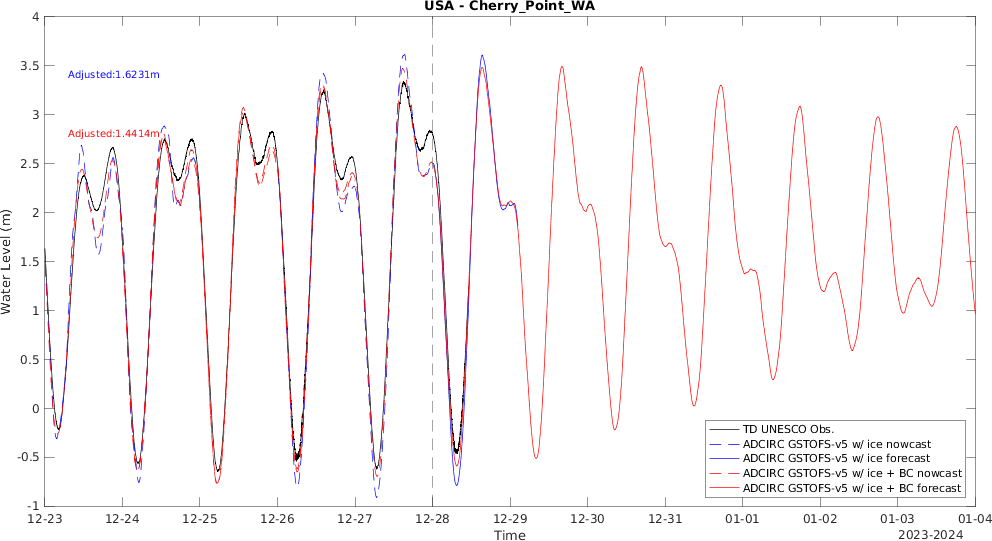 USA - Cherry_Point_WA
4
3.5
3
2.5
2
1.5
1
0.5
0
-0.5
-1
Water Level (m)
Adjusted:1.6231m
Adjusted:1.4414m
TD UNESCO Obs.
ADCIRC GSTOFS-v5 w/ ice nowcast
ADCIRC GSTOFS-v5 w/ ice forecast
ADCIRC GSTOFS-v5 w/ ice + BC nowcast
ADCIRC GSTOFS-v5 w/ ice + BC forecast
12-23 12-24 12-25 12-26 12-27 12-28 12-29 12-30 12-31 01-01 01-02 01-03 01-04
Time
2023-2024